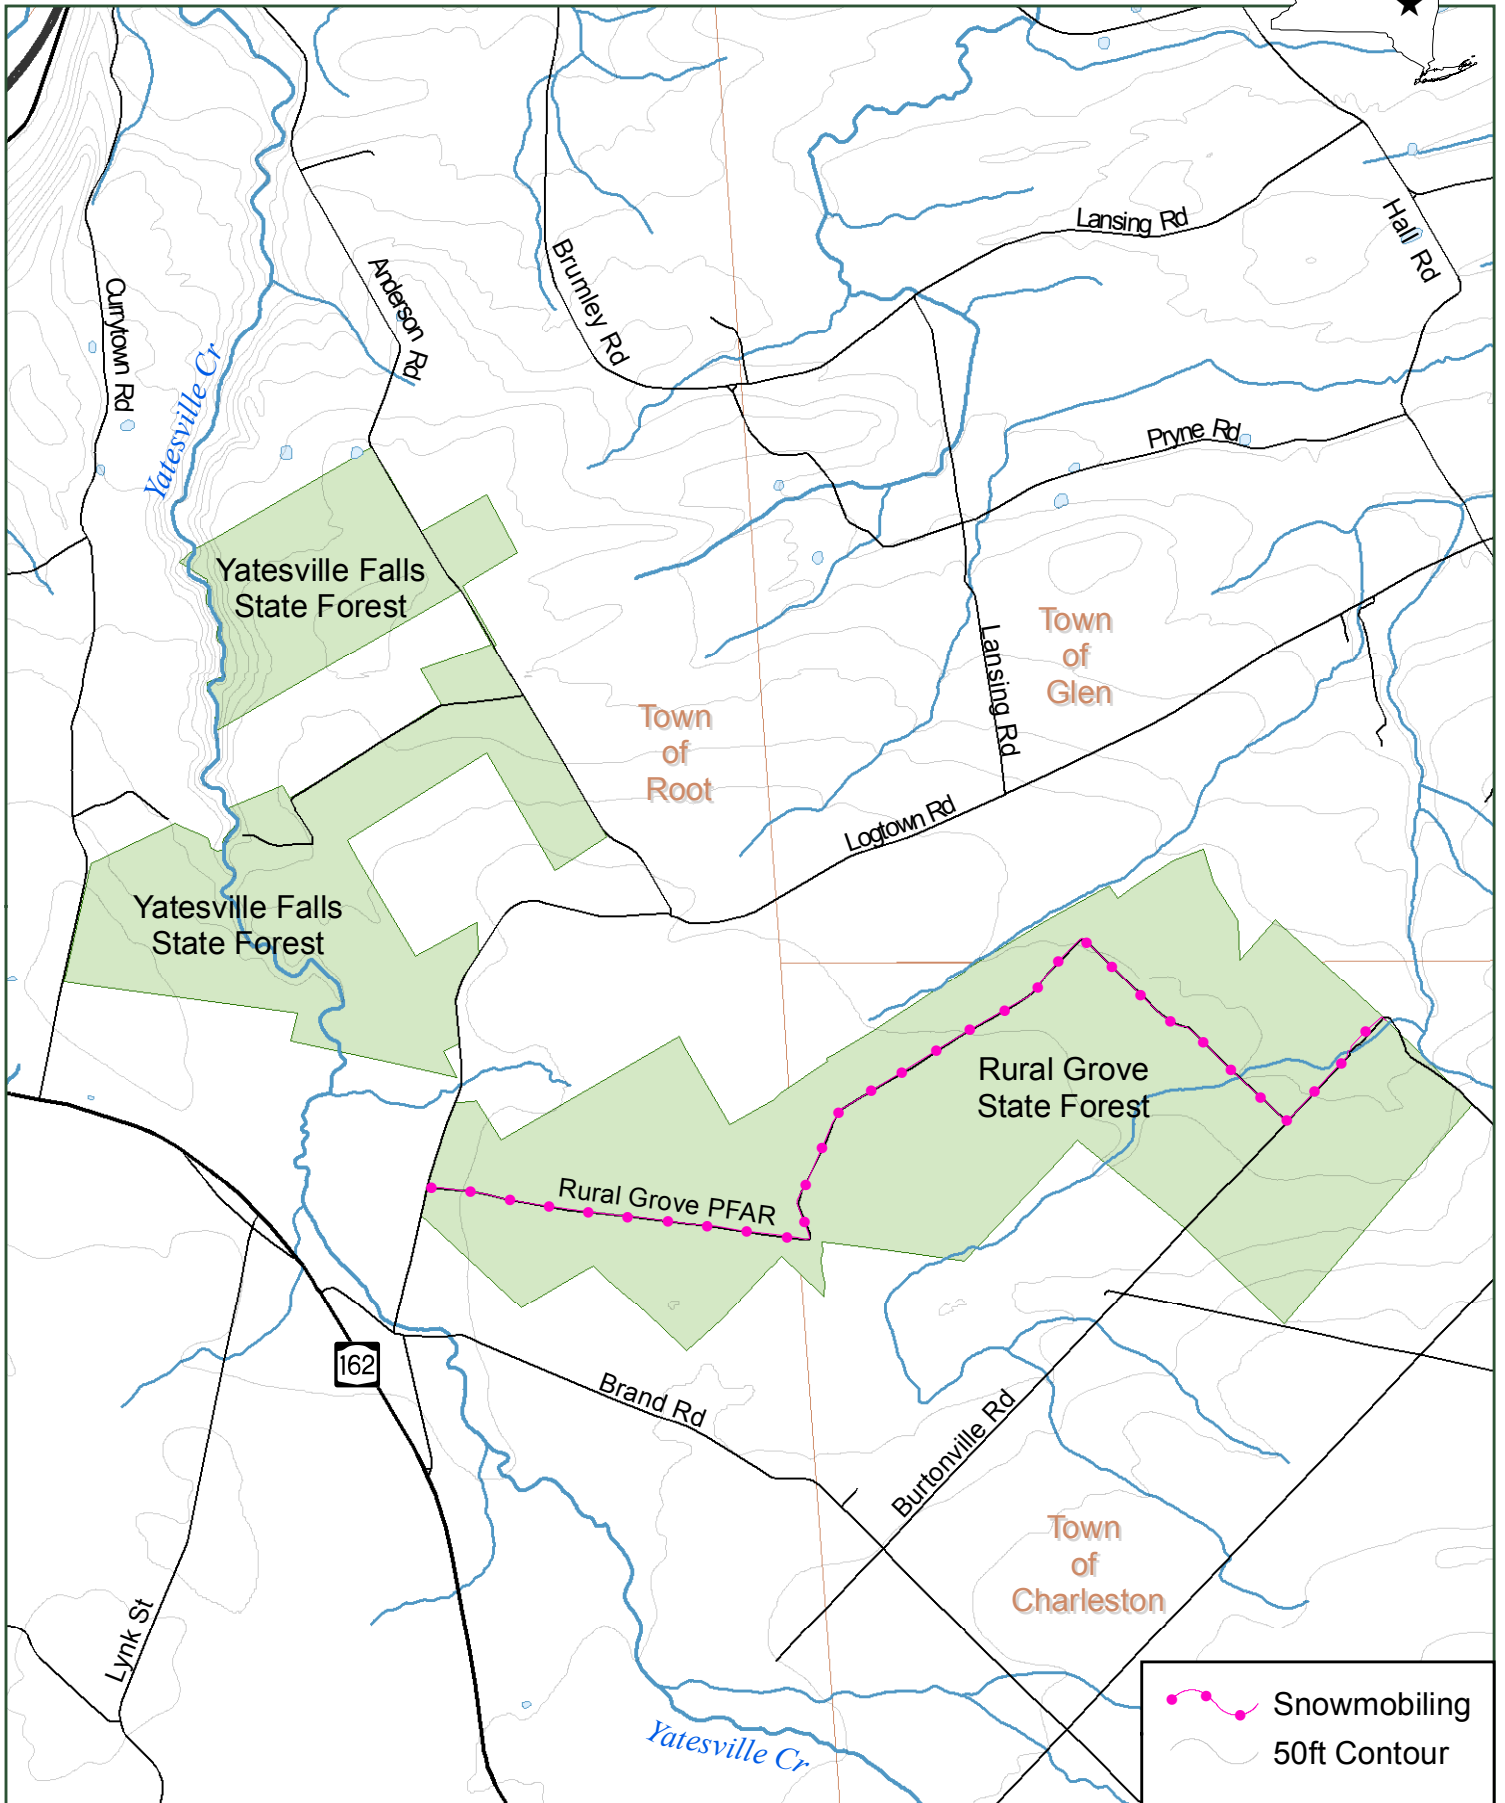 Lansing Rd
Hall Rd
Brumley Rd
Anderson Rd
Currytown Rd
Yatesville Cr
Pryne Rd
Yatesville Falls
State Forest
Town
of
Glen
Lansing Rd
Town
of
Root
Logtown Rd
Yatesville Falls
State Forest
Rural Grove
State Forest
Rural Grove PFAR
162
Brand Rd
Burtonville Rd
Town
of
Charleston
Lynk St
Yatesville Cr
Snowmobiling
50ft Contour